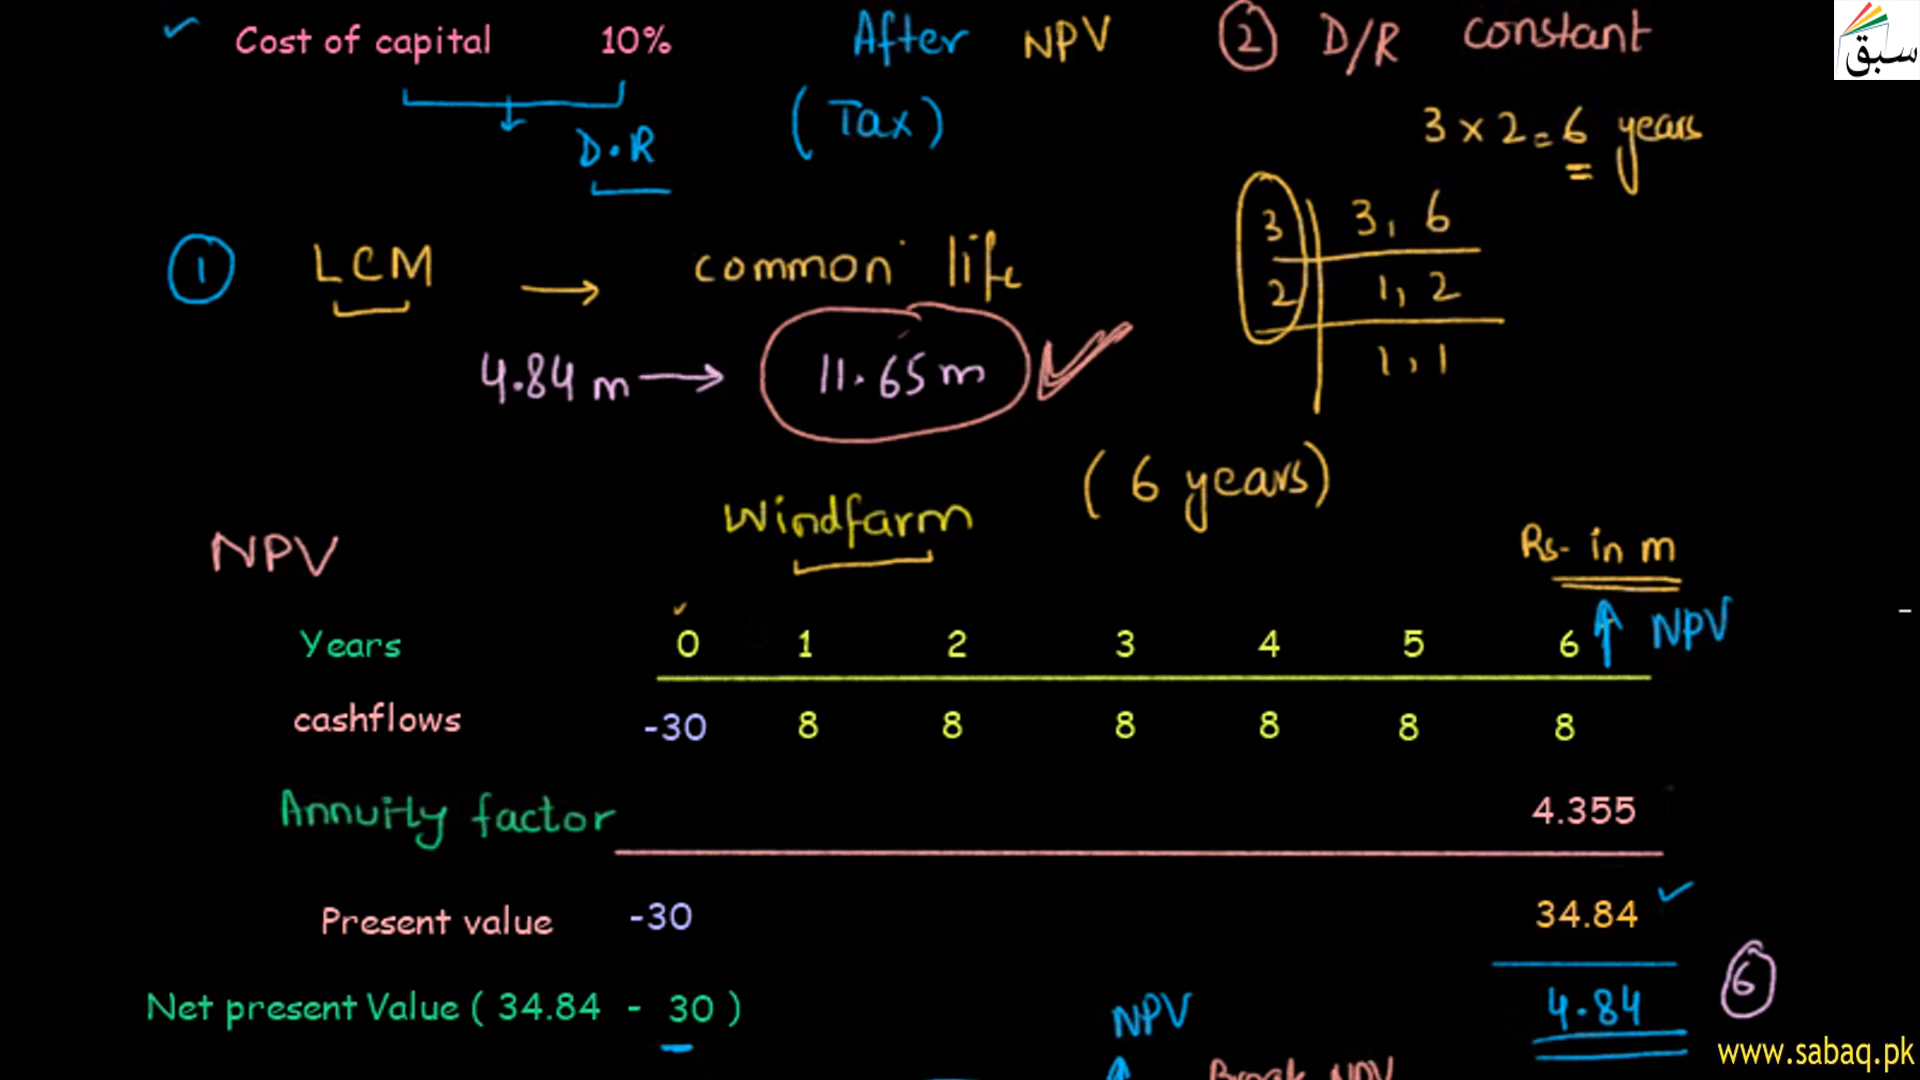 Cost of capital 10% After NPV ② D/R constant
سبق
D.R (Tax) 3 x 2 = 6 years
① LCM → common life
3 | 3, 6
2 | 1, 2
1, 1
4.84 m → 11.65 m
(6 years)
NPV Windfarm Rs. in m
↑ NPV
Years 0 1 2 3 4 5 6
cashflows -30 8 8 8 8 8 8
Annuity factor 4.355
Present value -30 34.84
Net present Value ( 34.84 - 30 ) 4.84
⑥
NPV
www.sabaq.pk
NPV